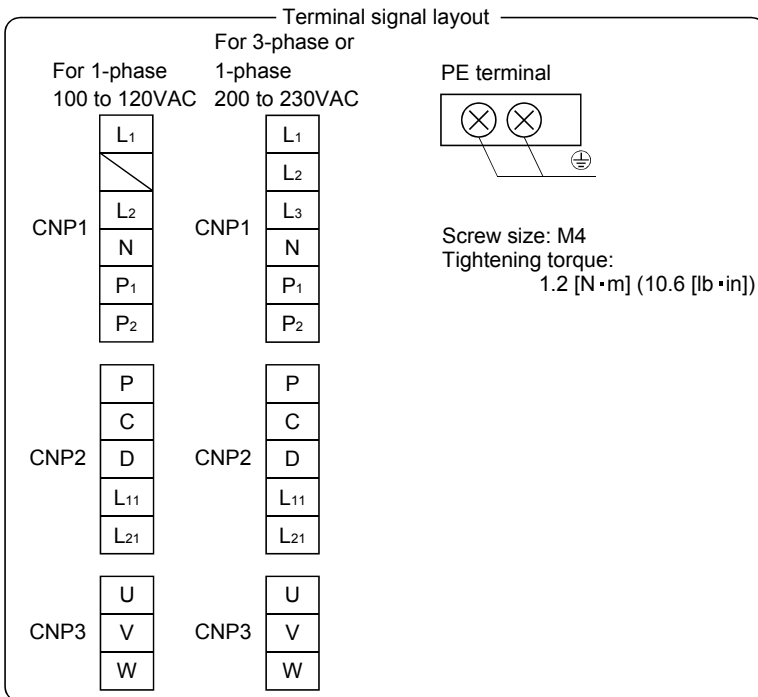 Terminal signal layout
For 1-phase
100 to 120VAC
For 3-phase or
1-phase
200 to 230VAC
PE terminal
CNP1
L1
L2
N
P1
P2
CNP1
L1
L2
L3
N
P1
P2
Screw size: M4
Tightening torque:
1.2 [N▪m] (10.6 [lb▪in])
CNP2
P
C
D
L11
L21
CNP2
P
C
D
L11
L21
CNP3
U
V
W
CNP3
U
V
W